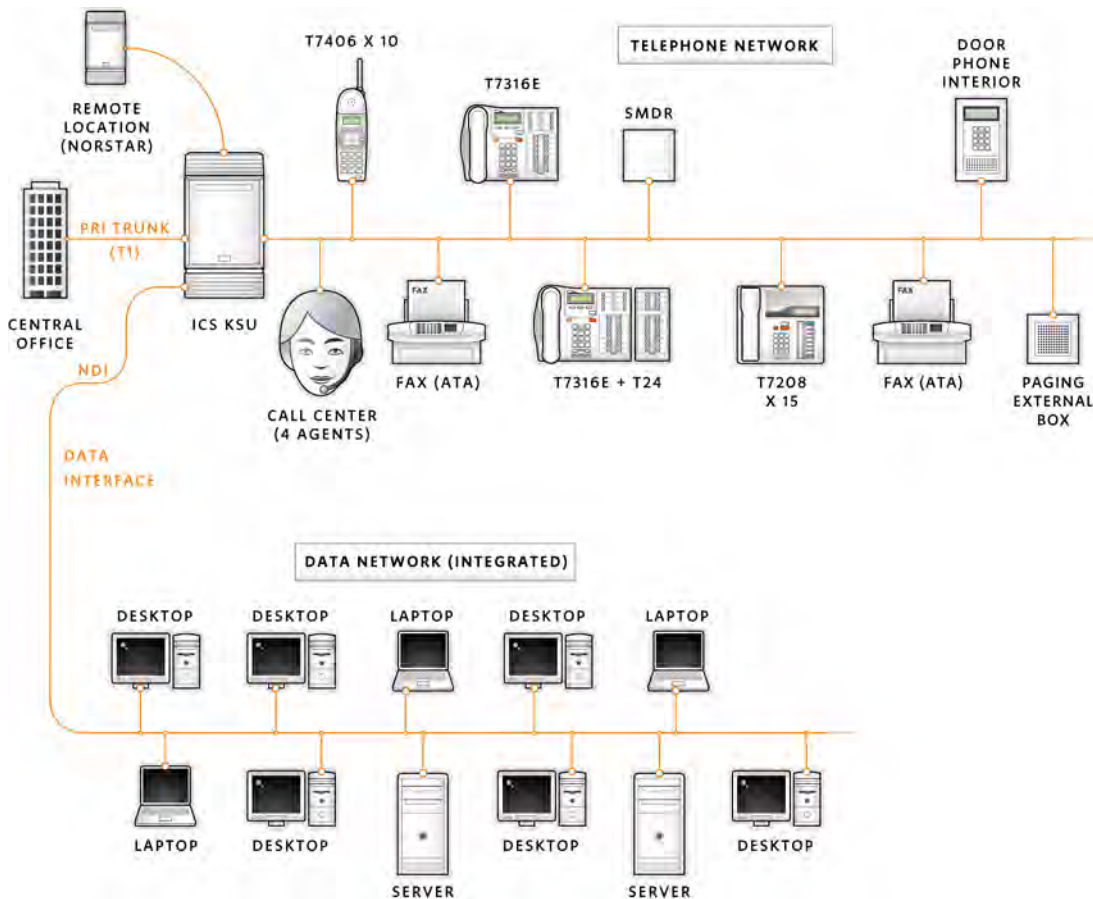 T7406 X 10
TELEPHONE NETWORK
DOOR
PHONE
INTERIOR
T7316E
SMDR
REMOTE
LOCATION
(NORSTAR)
PRI TRUNK
(T1)
CENTRAL
OFFICE
ICS KSU
NDI
DATA
INTERFACE
CALL CENTER
(4 AGENTS)
FAX
FAX (ATA)
T7316E + T24
T7208
X 15
FAX
FAX (ATA)
PAGING
EXTERNAL
BOX
DATA NETWORK (INTEGRATED)
DESKTOP
DESKTOP
LAPTOP
DESKTOP
LAPTOP
LAPTOP
DESKTOP
SERVER
DESKTOP
SERVER
DESKTOP